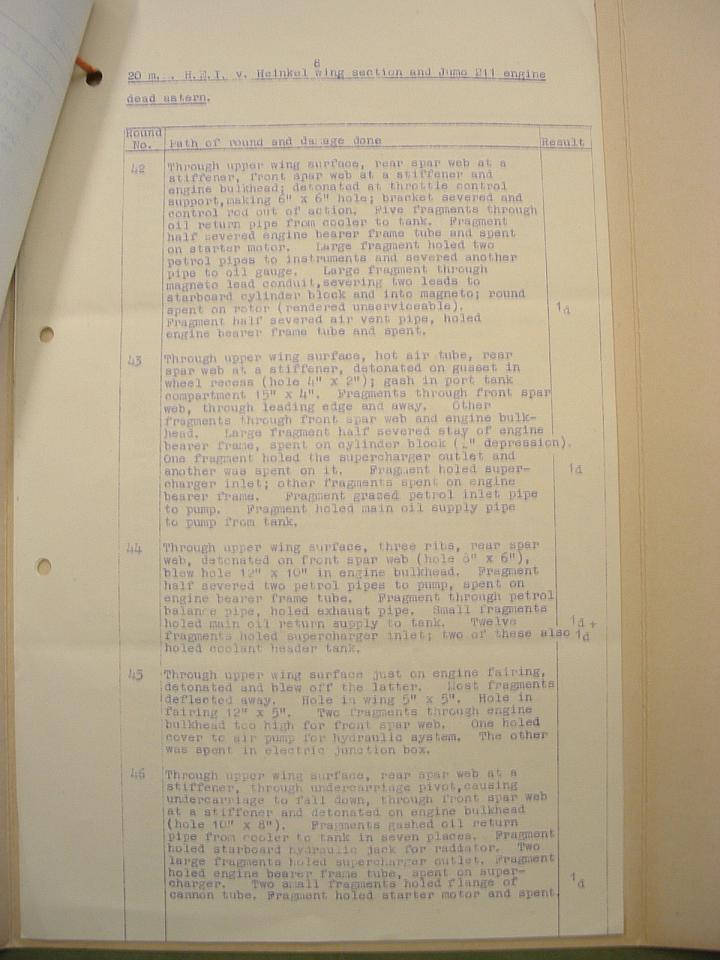 8
20 m. H.E.I. v. Heinkel wing section and Jumo 211 engine
dead astern.
Round No. Path of round and damage done Result
42 Through upper wing surface, rear spar web at a
stiffener, front spar web at a stiffener and
engine bulkhead; detonated at throttle control
support,making 6" x 6" hole; bracket severed and
control rod out of action. Five fragments through
oil return pipe from cooler to tank. Fragment
half severed engine bearer frame tube and spent
on starter motor. Large fragment holed two
petrol pipes to instruments and severed another
pipe to oil gauge. Large fragment through
magneto lead conduit,severing two leads to
starboard cylinder block and into magneto; round
spent on rotor (rendered unserviceable). 1d
Fragment half severed air vent pipe, holed
engine bearer frame tube and spent.
43 Through upper wing surface, hot air tube, rear
spar web at a stiffener, detonated on gusset in
wheel recess (hole 4" x 2"); gash in port tank
compartment 15" x 4". Fragments through front spar
web, through leading edge and away. Other
fragments through front spar web and engine bulk-
head. Large fragment half severed stay of engine
bearer frame, spent on cylinder block ( " depression).
One fragment holed the supercharger outlet and
another was spent on it. Fragment holed super- 1d
charger inlet; other fragments spent on engine
bearer frame. Fragment grazed petrol inlet pipe
to pump. Fragment holed main oil supply pipe
to pump from tank.
44 Through upper wing surface, three ribs, rear spar
web, detonated on front spar web (hole 8" x 6"),
blew hole 12" x 10" in engine bulkhead. Fragment
half severed two petrol pipes to pump, spent on
engine bearer frame tube. Fragment through petrol
balance pipe, holed exhaust pipe. Small fragments
holed main oil return supply to tank. Twelve 1d +
fragments holed supercharger inlet; two of these also 1d
holed coolant header tank.
45 Through upper wing surface just on engine fairing,
detonated and blew off the latter. Most fragments
deflected away. Hole in wing 5" x 5". Hole in
fairing 12" x 5". Two fragments through engine
bulkhead too high for front spar web. One holed
cover to air pump for hydraulic system. The other
was spent in electric junction box.
46 Through upper wing surface, rear spar web at a
stiffener, through undercarriage pivot,causing
undercarriage to fall down, through front spar web
at a stiffener and detonated on engine bulkhead
(hole 10" x 8"). Fragments gashed oil return
pipe from cooler to tank in seven places. Fragment
holed starboard hydraulic jack for raddator. Two
large fragments holed supercharger outlet. Fragment
holed engine bearer frame tube, spent on super-
charger. Two small fragments holed flange of 1d
cannon tube. Fragment holed starter motor and spent.